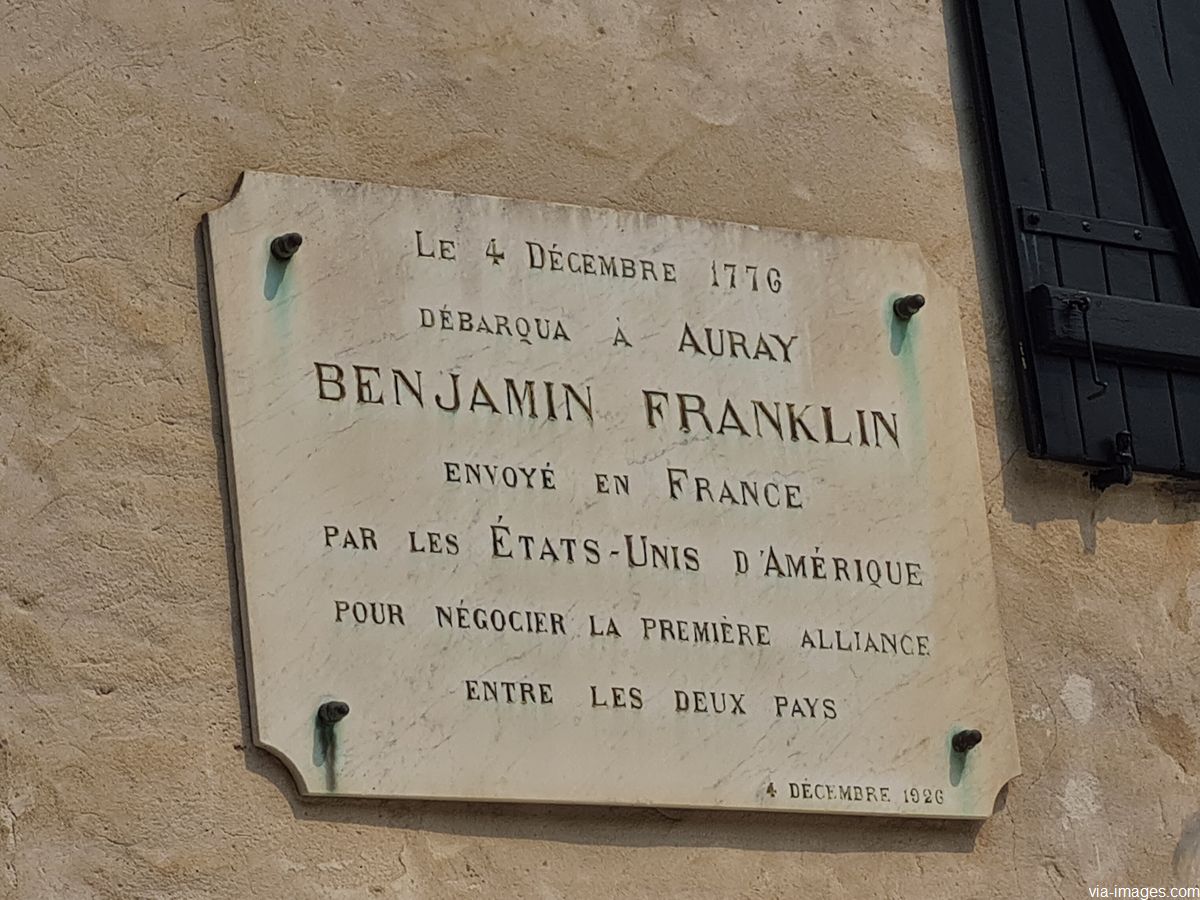 Le 4 Décembre 1776
DÉBARQUA À AURAY
BENJAMIN FRANKLIN
ENVOYÉ EN FRANCE
PAR LES ÉTATS-UNIS D'AMÉRIQUE
POUR NÉGOCIER LA PREMIÈRE ALLIANCE
ENTRE LES DEUX PAYS
4 DÉCEMBRE 1926
via-images.com